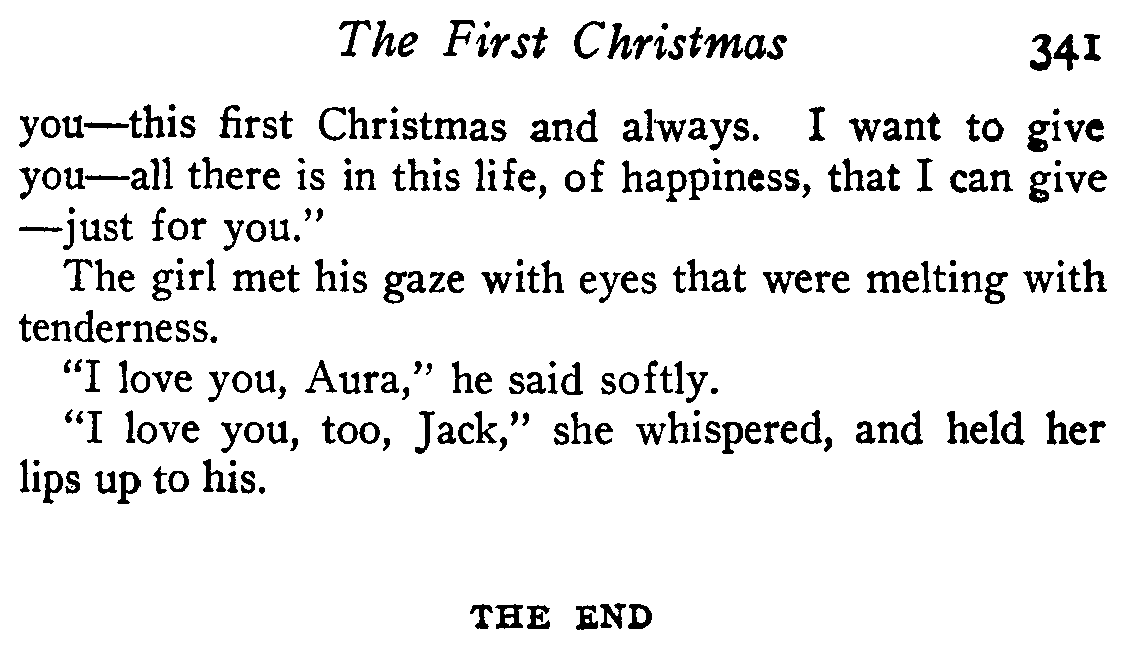 The First Christmas 341
you—this first Christmas and always. I want to give
you—all there is in this life, of happiness, that I can give
—just for you.”
The girl met his gaze with eyes that were melting with
tenderness.
“I love you, Aura,” he said softly.
“I love you, too, Jack,” she whispered, and held her
lips up to his.
THE END